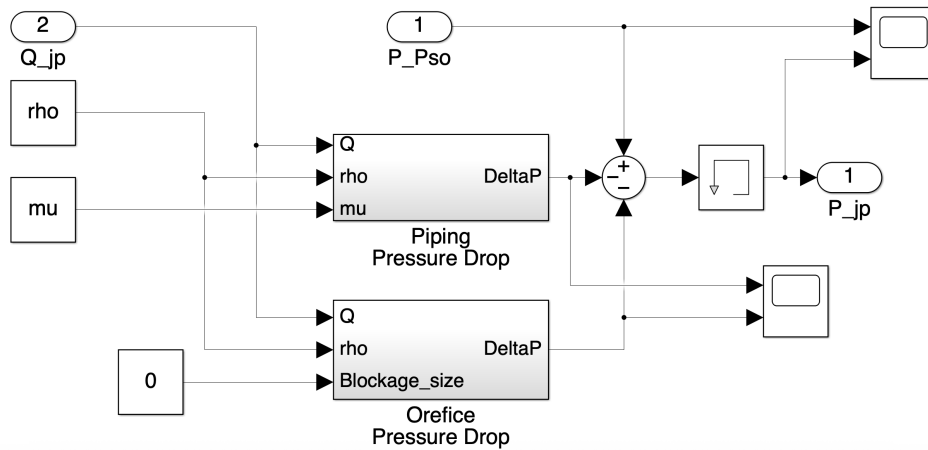 2
Q_jp
1
P_Pso
rho
mu
Q
rho
mu
DeltaP
Piping
Pressure Drop
+
−
−
1
P_jp
0
Q
rho
Blockage_size
DeltaP
Orefice
Pressure Drop